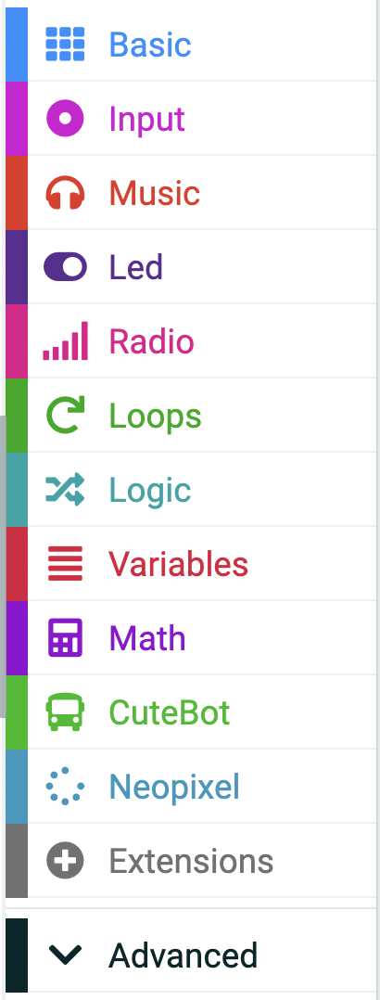 Basic
Input
Music
Led
Radio
Loops
Logic
Variables
Math
CuteBot
Neopixel
Extensions
Advanced